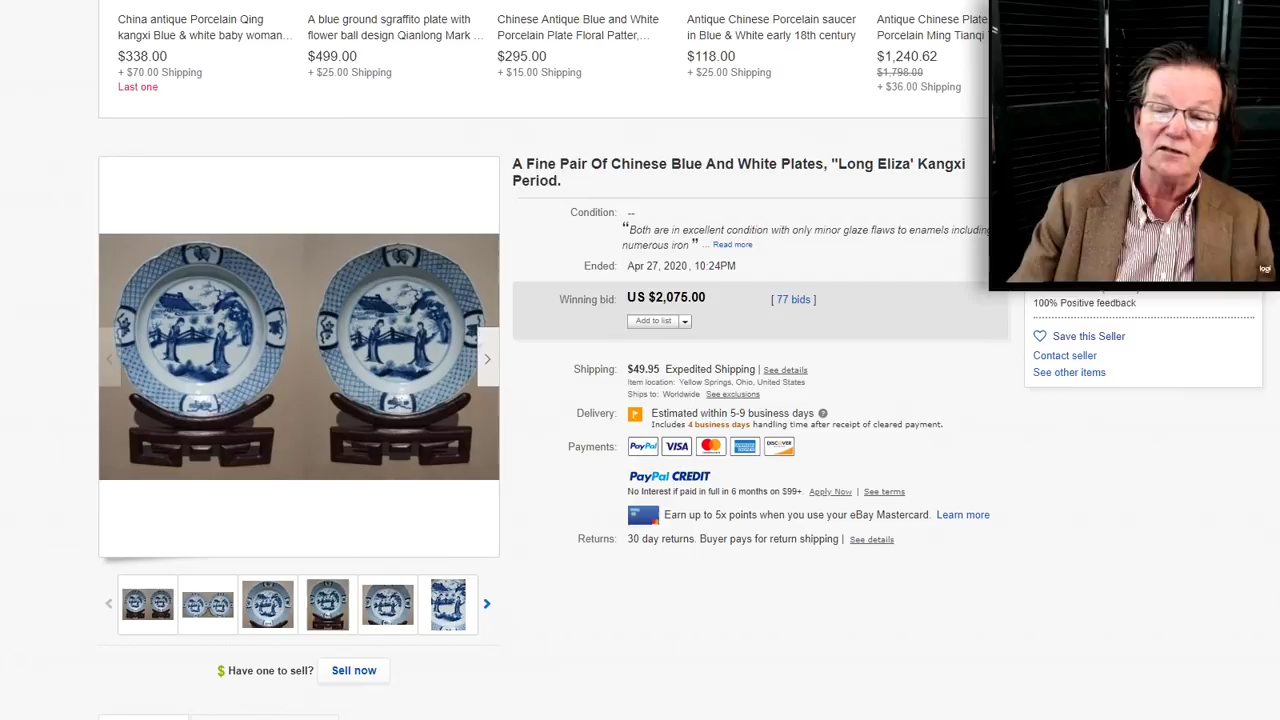 China antique Porcelain Qing
kangxi Blue & white baby woman...
$338.00
+ $70.00 Shipping
Last one
A blue ground sgraffito plate with
flower ball design Qianlong Mark ...
$499.00
+ $25.00 Shipping
Chinese Antique Blue and White
Porcelain Plate Floral Patter,...
$295.00
+ $15.00 Shipping
Antique Chinese Porcelain saucer
in Blue & White early 18th century
$118.00
+ $25.00 Shipping
Antique Chinese Plate
Porcelain Ming Tianqi
$1,240.62
$1,798.00
+ $36.00 Shipping
A Fine Pair Of Chinese Blue And White Plates, "Long Eliza' Kangxi
Period.
Condition: --
“Both are in excellent condition with only minor glaze flaws to enamels including
numerous iron ” ... Read more
Ended: Apr 27, 2020 , 10:24PM
Winning bid: US $2,075.00 [ 77 bids ]
Add to list
Shipping: $49.95 Expedited Shipping | See details
Item location: Yellow Springs, Ohio, United States
Ships to: Worldwide See exclusions
Delivery: Estimated within 5-9 business days ?
Includes 4 business days handling time after receipt of cleared payment.
Payments: PayPal VISA MasterCard AMERICAN EXPRESS DISCOVER
PayPal CREDIT
No Interest if paid in full in 6 months on $99+. Apply Now | See terms
Earn up to 5x points when you use your eBay Mastercard. Learn more
Returns: 30 day returns. Buyer pays for return shipping | See details
logi
100% Positive feedback
Save this Seller
Contact seller
See other items
$ Have one to sell? Sell now